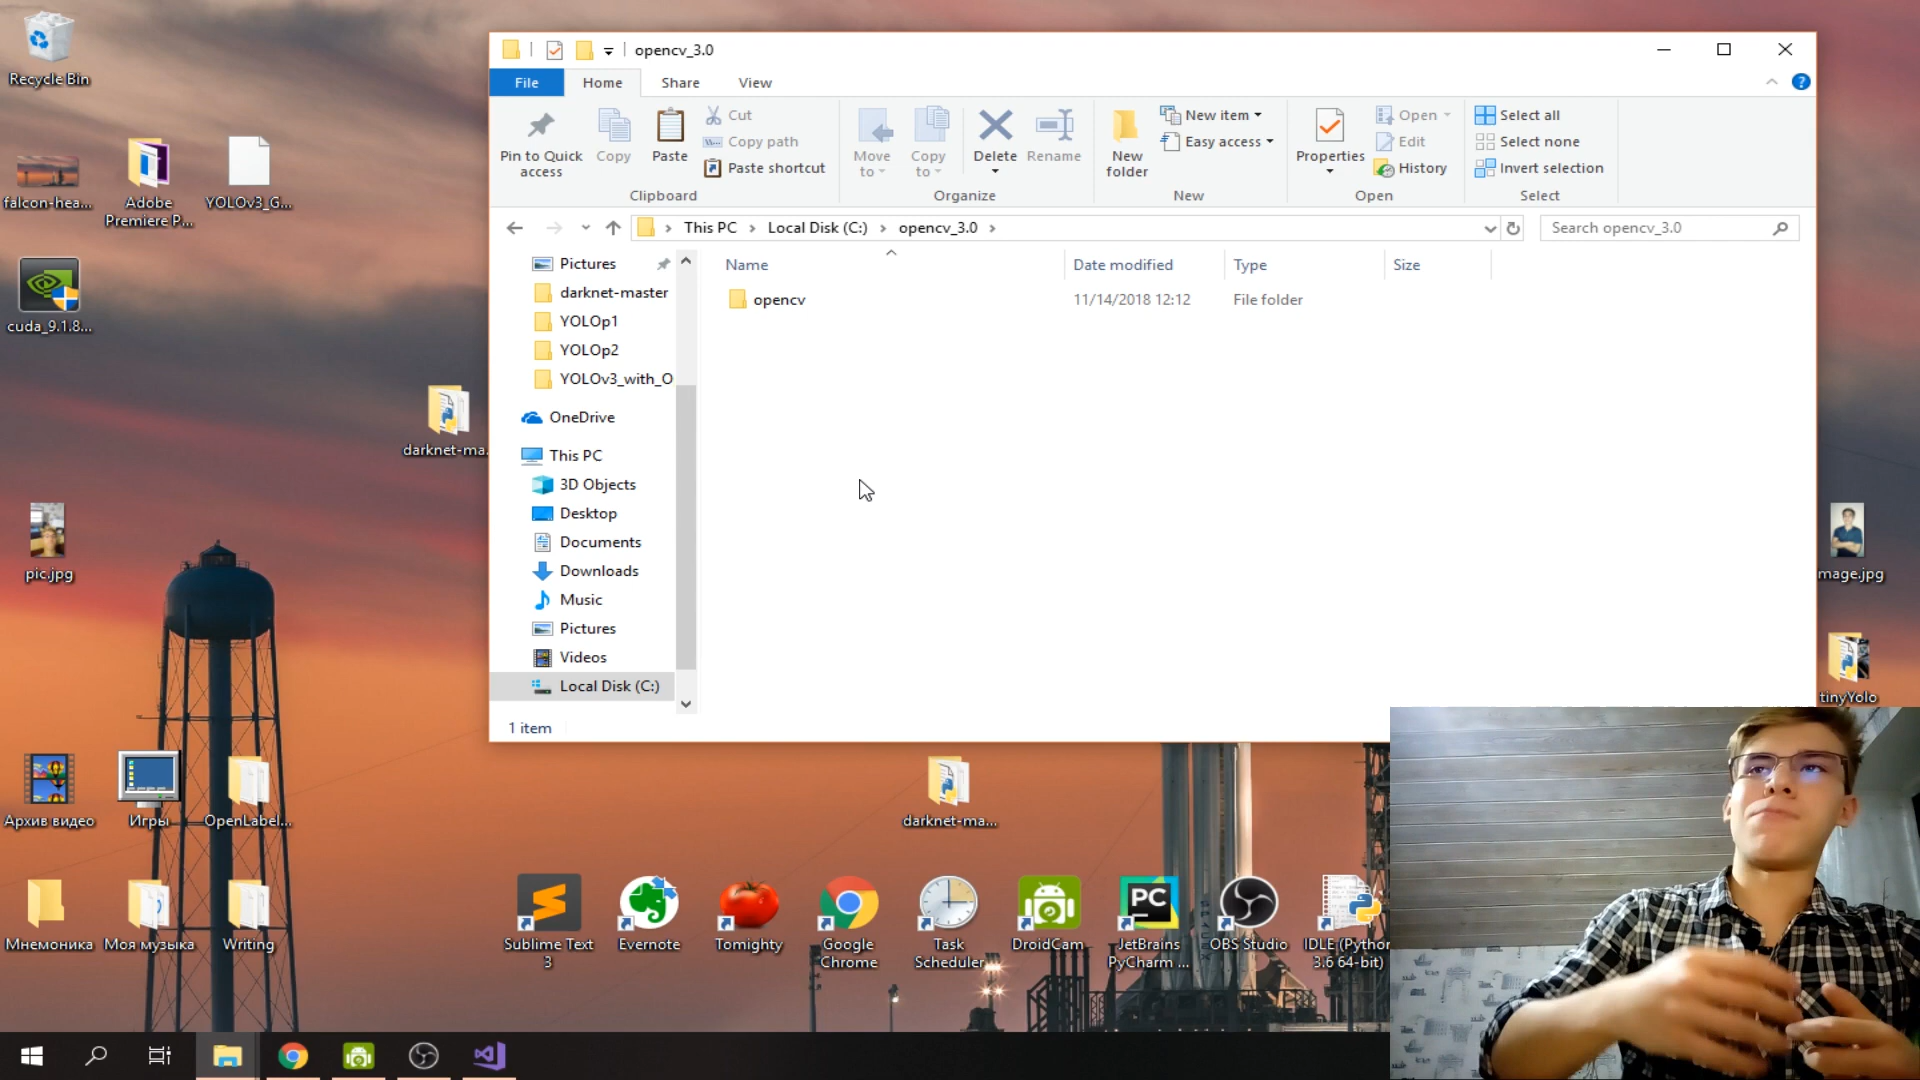 opencv_3.0
File
Home
Share
View
Pin to Quick
access
Copy
Paste
Cut
Copy path
Paste shortcut
Clipboard
Move
to
Copy
to
Delete
Rename
Organize
New
folder
New item
Easy access
New
Properties
Open
Edit
History
Open
Select all
Select none
Invert selection
Select
This PC
Local Disk (C:)
opencv_3.0
Search opencv_3.0
Pictures
darknet-master
YOLOp1
YOLOp2
YOLOv3_with_O
OneDrive
This PC
3D Objects
Desktop
Documents
Downloads
Music
Pictures
Videos
Local Disk (C:)
Name
Date modified
Type
Size
opencv
11/14/2018 12:12
File folder
1 item
Recycle Bin
falcon-hea...
Adobe
Premiere P...
YOLOv3_G...
cuda_9.1.8...
darknet-ma.
pic.jpg
mage.jpg
tinyYolo
Архив видео
Игры
OpenLabel...
darknet-ma...
Мнемоника
Моя музыка
Writing
Sublime Text
3
Evernote
Tomighty
Google
Chrome
Task
Scheduler
DroidCam
PC
JetBrains
PyCharm ...
OBS Studio
IDLE (Python
3.6 64-bit)